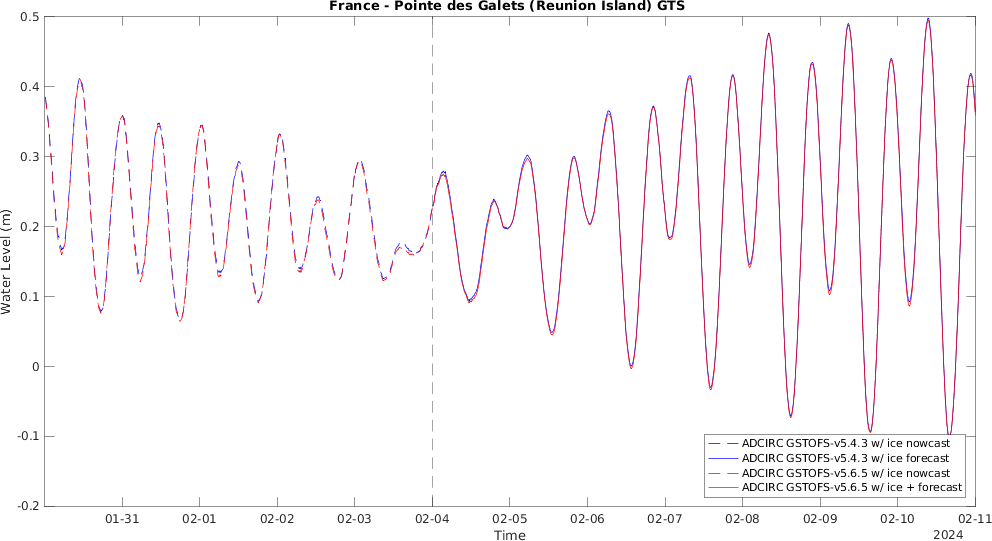 France - Pointe des Galets (Reunion Island) GTS
0.5
0.4
0.3
0.2
0.1
0
-0.1
-0.2
Water Level (m)
ADCIRC GSTOFS-v5.4.3 w/ ice nowcast
ADCIRC GSTOFS-v5.4.3 w/ ice forecast
ADCIRC GSTOFS-v5.6.5 w/ ice nowcast
ADCIRC GSTOFS-v5.6.5 w/ ice + forecast
01-31 02-01 02-02 02-03 02-04 02-05 02-06 02-07 02-08 02-09 02-10 02-11
Time
2024